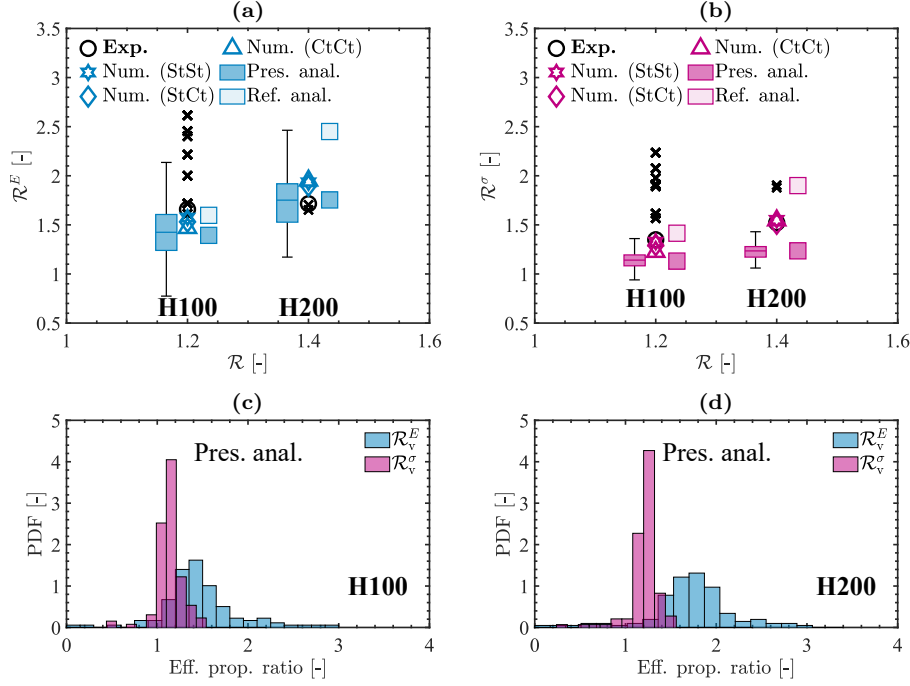 (a)
3.5
3
2.5
2
1.5
1
0.5
Exp.
Num. (CtCt)
Num. (StSt)
Pres. anal.
Num. (StCt)
Ref. anal.
H100
H200
1 1.2 1.4 1.6
ℛ [-]
ℛ^E [-]
(b)
3.5
3
2.5
2
1.5
1
0.5
Exp.
Num. (CtCt)
Num. (StSt)
Pres. anal.
Num. (StCt)
Ref. anal.
H100
H200
1 1.2 1.4 1.6
ℛ [-]
ℛ^σ [-]
(c)
5
4
3
2
1
0
Pres. anal.
ℛ_v^E
ℛ_v^σ
H100
0 1 2 3 4
Eff. prop. ratio [-]
PDF [-]
(d)
5
4
3
2
1
0
Pres. anal.
ℛ_v^E
ℛ_v^σ
H200
0 1 2 3 4
Eff. prop. ratio [-]
PDF [-]